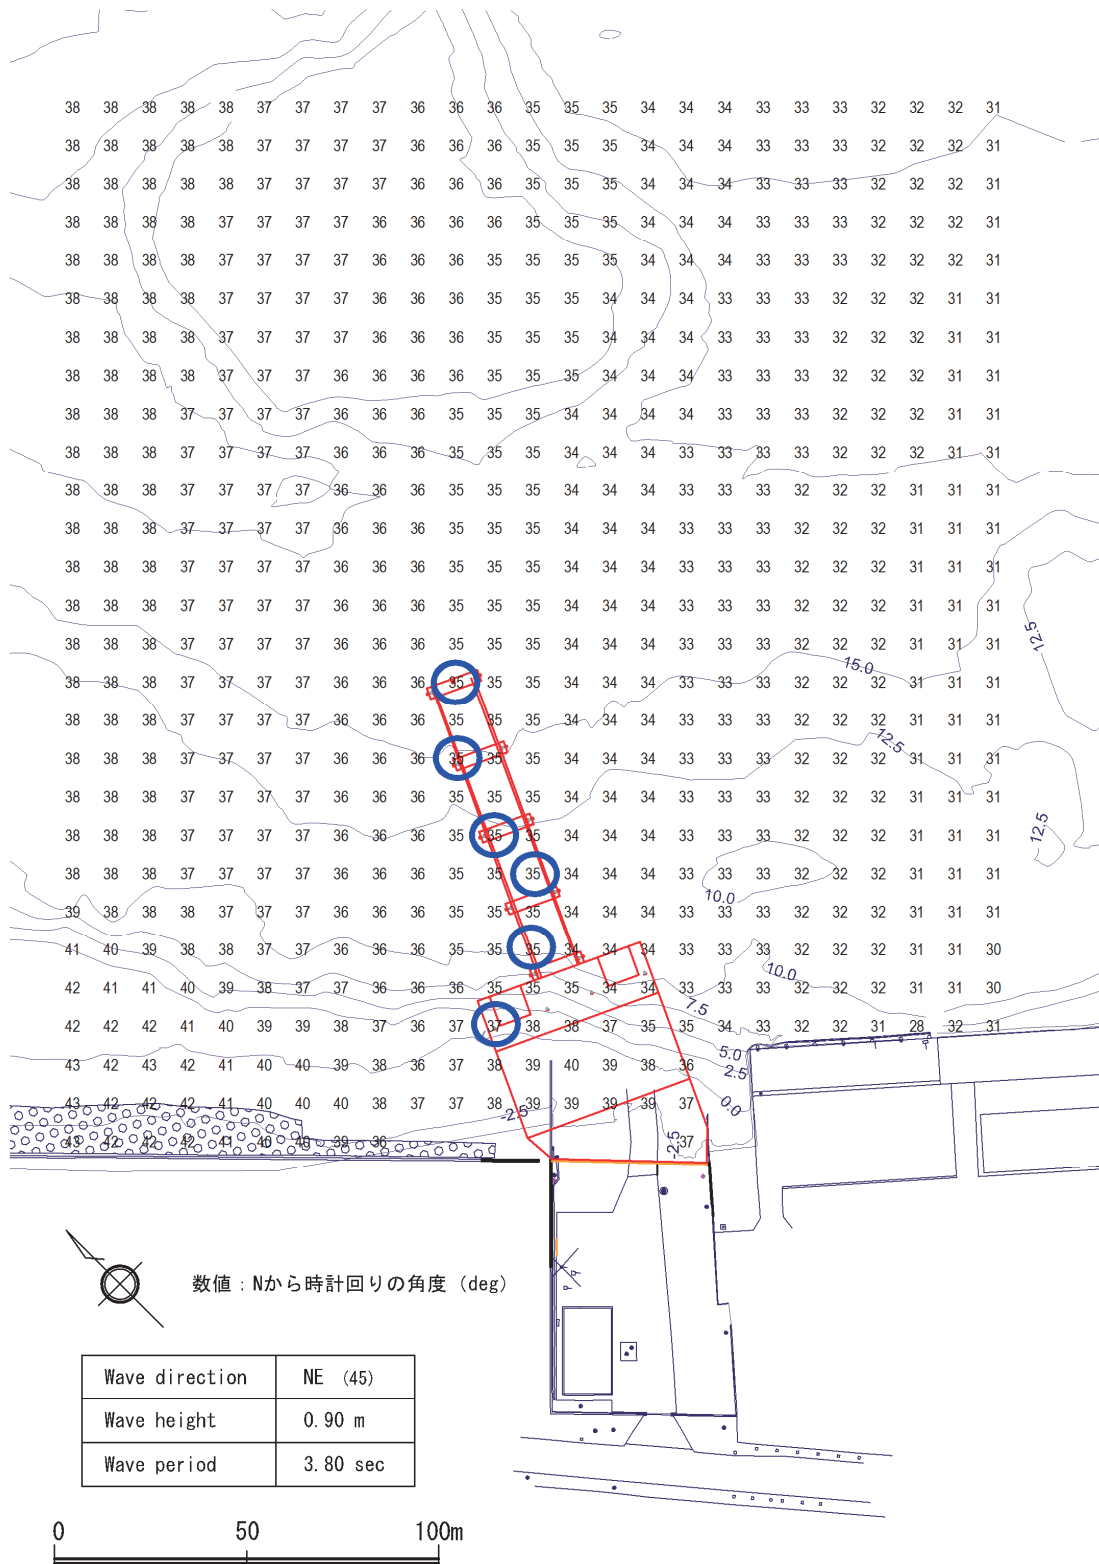 38 38 38 38 38 37 37 37 37 36 36 36 35 35 35 34 34 34 33 33 33 32 32 32 31
38 38 38 38 38 37 37 37 37 36 36 36 35 35 35 34 34 34 33 33 33 32 32 32 31
38 38 38 38 38 37 37 37 37 36 36 36 35 35 35 34 34 34 33 33 33 32 32 32 31
38 38 38 38 37 37 37 37 36 36 36 36 35 35 35 34 34 34 33 33 33 32 32 32 31
38 38 38 38 37 37 37 37 36 36 36 35 35 35 35 34 34 34 33 33 33 32 32 32 31
38 38 38 38 37 37 37 37 36 36 36 35 35 35 34 34 34 33 33 33 32 32 32 31 31
38 38 38 38 37 37 37 37 36 36 36 35 35 35 34 34 34 33 33 33 32 32 32 31 31
38 38 38 38 37 37 37 36 36 36 36 35 35 35 34 34 34 33 33 33 32 32 32 31 31
38 38 38 37 37 37 37 36 36 36 35 35 35 34 34 34 34 33 33 33 32 32 32 31 31
38 38 38 37 37 37 37 36 36 36 35 35 35 34 34 34 33 33 33 33 32 32 32 31 31
38 38 38 37 37 37 37 36 36 36 35 35 35 34 34 34 33 33 33 32 32 32 31 31 31
38 38 38 37 37 37 37 36 36 36 35 35 35 34 34 34 33 33 33 32 32 32 31 31 31
38 38 38 37 37 37 37 36 36 36 35 35 35 34 34 34 33 33 33 32 32 32 31 31 31
38 38 38 37 37 37 37 36 36 36 35 35 35 34 34 34 33 33 33 32 32 32 31 31 31
12.5
38 38 38 37 37 37 37 36 36 36 35 35 35 34 34 34 33 33 33 32 32 32 31 31 31
15.0
38 38 38 37 37 37 37 36 36 36 35 35 35 34 34 34 33 33 33 32 32 32 31 31 31
38 38 38 37 37 37 37 36 36 36 35 35 35 34 34 34 33 33 33 32 32 32 31 31 31
12.5
38 38 38 37 37 37 37 36 36 36 35 35 35 34 34 34 33 33 33 32 32 32 31 31 31
38 38 38 37 37 37 37 36 36 36 35 35 35 34 34 34 33 33 33 32 32 32 31 31 31
12.5
38 38 38 37 37 37 37 36 36 36 35 35 35 34 34 34 33 33 33 32 32 32 31 31 31
38 38 38 37 37 37 37 36 36 36 35 35 35 34 34 34 33 33 33 32 32 32 31 31 31
10.0
39 38 38 38 37 37 37 36 36 36 35 35 35 34 34 34 33 33 33 32 32 32 31 31 31
41 40 39 38 38 37 37 36 36 36 35 35 35 34 34 34 33 33 33 32 32 32 31 31 30
10.0
42 41 41 40 39 38 37 37 36 36 36 35 35 35 34 34 33 33 33 32 32 32 31 31 30
7.5
42 42 42 41 40 39 39 38 37 36 37 37 38 38 37 35 35 34 33 32 32 31 28 32 31
5.0
43 42 43 42 41 40 40 39 38 36 37 38 39 40 39 38 36
2.5
43 42 42 42 41 40 40 40 38 37 37 38 39 39 39 39 37
0.0
-2.5
43 42 42 42 41 40 40 39 36 37
-2.5
数値：Nから時計回りの角度 (deg)
Wave direction NE (45)
Wave height 0.90 m
Wave period 3.80 sec
0 50 100m